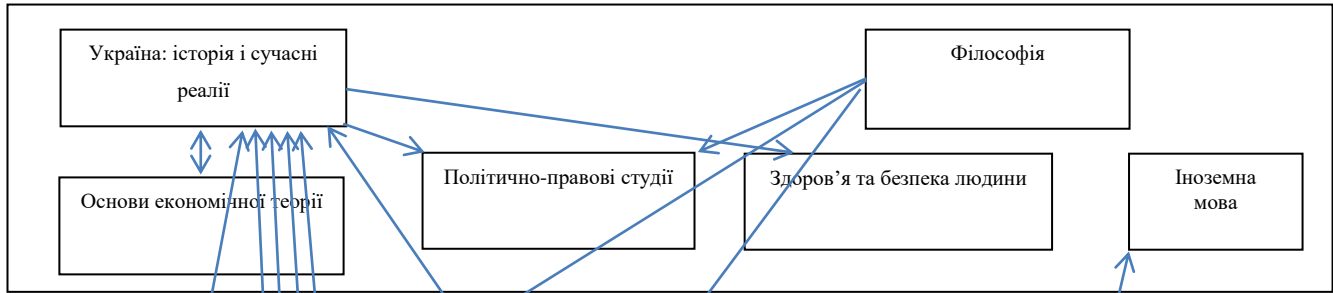 Україна: історія і сучасні
реалії
Філософія
Основи економічної теорії
Політично-правові студії
Здоров’я та безпека людини
Іноземна
мова